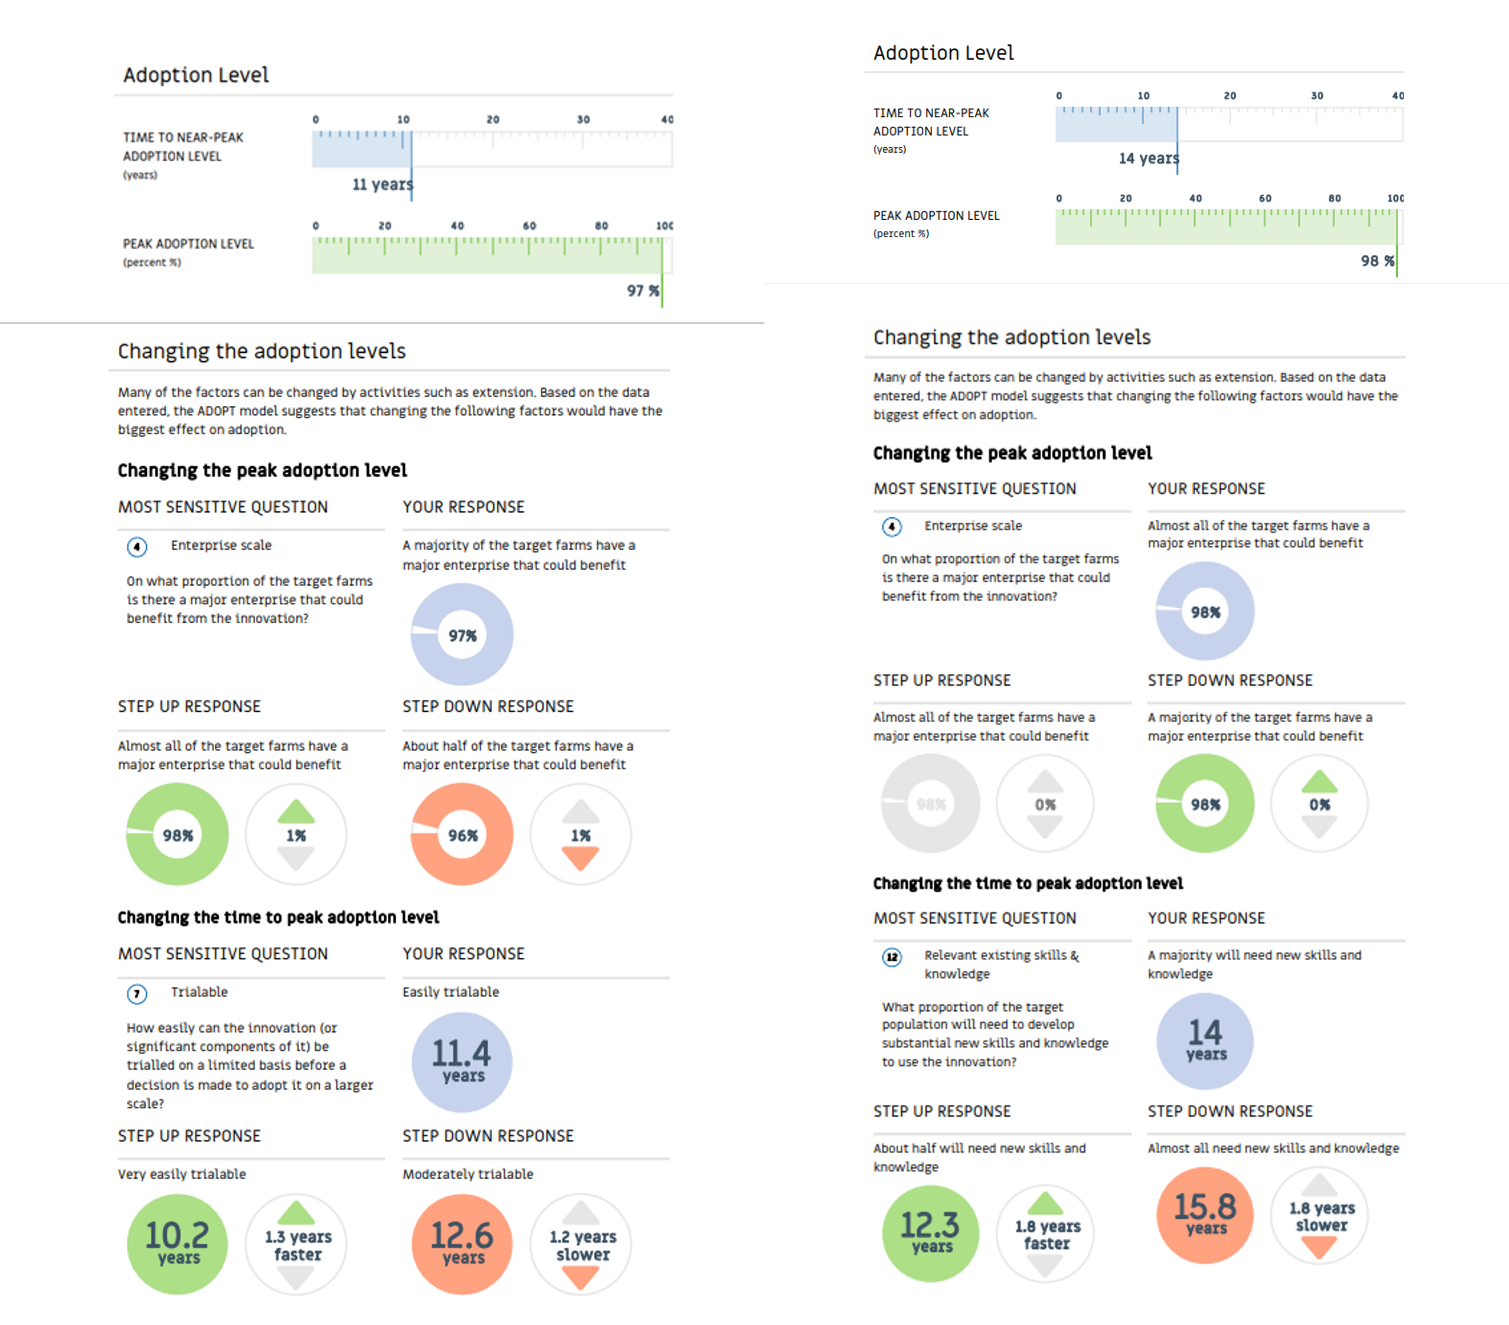 Adoption Level
0 10 20 30 40
TIME TO NEAR-PEAK
ADOPTION LEVEL
(years)
11 years
0 20 40 60 80 100
PEAK ADOPTION LEVEL
(percent %)
97 %
Changing the adoption levels
Many of the factors can be changed by activities such as extension. Based on the data
entered, the ADOPT model suggests that changing the following factors would have the
biggest effect on adoption.
Changing the peak adoption level
MOST SENSITIVE QUESTION
4 Enterprise scale
On what proportion of the target farms
is there a major enterprise that could
benefit from the innovation?
YOUR RESPONSE
A majority of the target farms have a
major enterprise that could benefit
97%
STEP UP RESPONSE
Almost all of the target farms have a
major enterprise that could benefit
98%
1%
STEP DOWN RESPONSE
About half of the target farms have a
major enterprise that could benefit
96%
1%
Changing the time to peak adoption level
MOST SENSITIVE QUESTION
7 Trialable
How easily can the innovation (or
significant components of it) be
trialled on a limited basis before a
decision is made to adopt it on a larger
scale?
YOUR RESPONSE
Easily trialable
11.4
years
STEP UP RESPONSE
Very easily trialable
10.2
years
1.3 years
faster
STEP DOWN RESPONSE
Moderately trialable
12.6
years
1.2 years
slower
Adoption Level
0 10 20 30 40
TIME TO NEAR-PEAK
ADOPTION LEVEL
(years)
14 years
0 20 40 60 80 100
PEAK ADOPTION LEVEL
(percent %)
98 %
Changing the adoption levels
Many of the factors can be changed by activities such as extension. Based on the data
entered, the ADOPT model suggests that changing the following factors would have the
biggest effect on adoption.
Changing the peak adoption level
MOST SENSITIVE QUESTION
4 Enterprise scale
On what proportion of the target farms
is there a major enterprise that could
benefit from the innovation?
YOUR RESPONSE
Almost all of the target farms have a
major enterprise that could benefit
98%
STEP UP RESPONSE
Almost all of the target farms have a
major enterprise that could benefit
98%
0%
STEP DOWN RESPONSE
A majority of the target farms have a
major enterprise that could benefit
98%
0%
Changing the time to peak adoption level
MOST SENSITIVE QUESTION
12 Relevant existing skills &
knowledge
What proportion of the target
population will need to develop
substantial new skills and knowledge
to use the innovation?
YOUR RESPONSE
A majority will need new skills and
knowledge
14
years
STEP UP RESPONSE
About half will need new skills and
knowledge
12.3
years
1.8 years
faster
STEP DOWN RESPONSE
Almost all need new skills and knowledge
15.8
years
1.8 years
slower